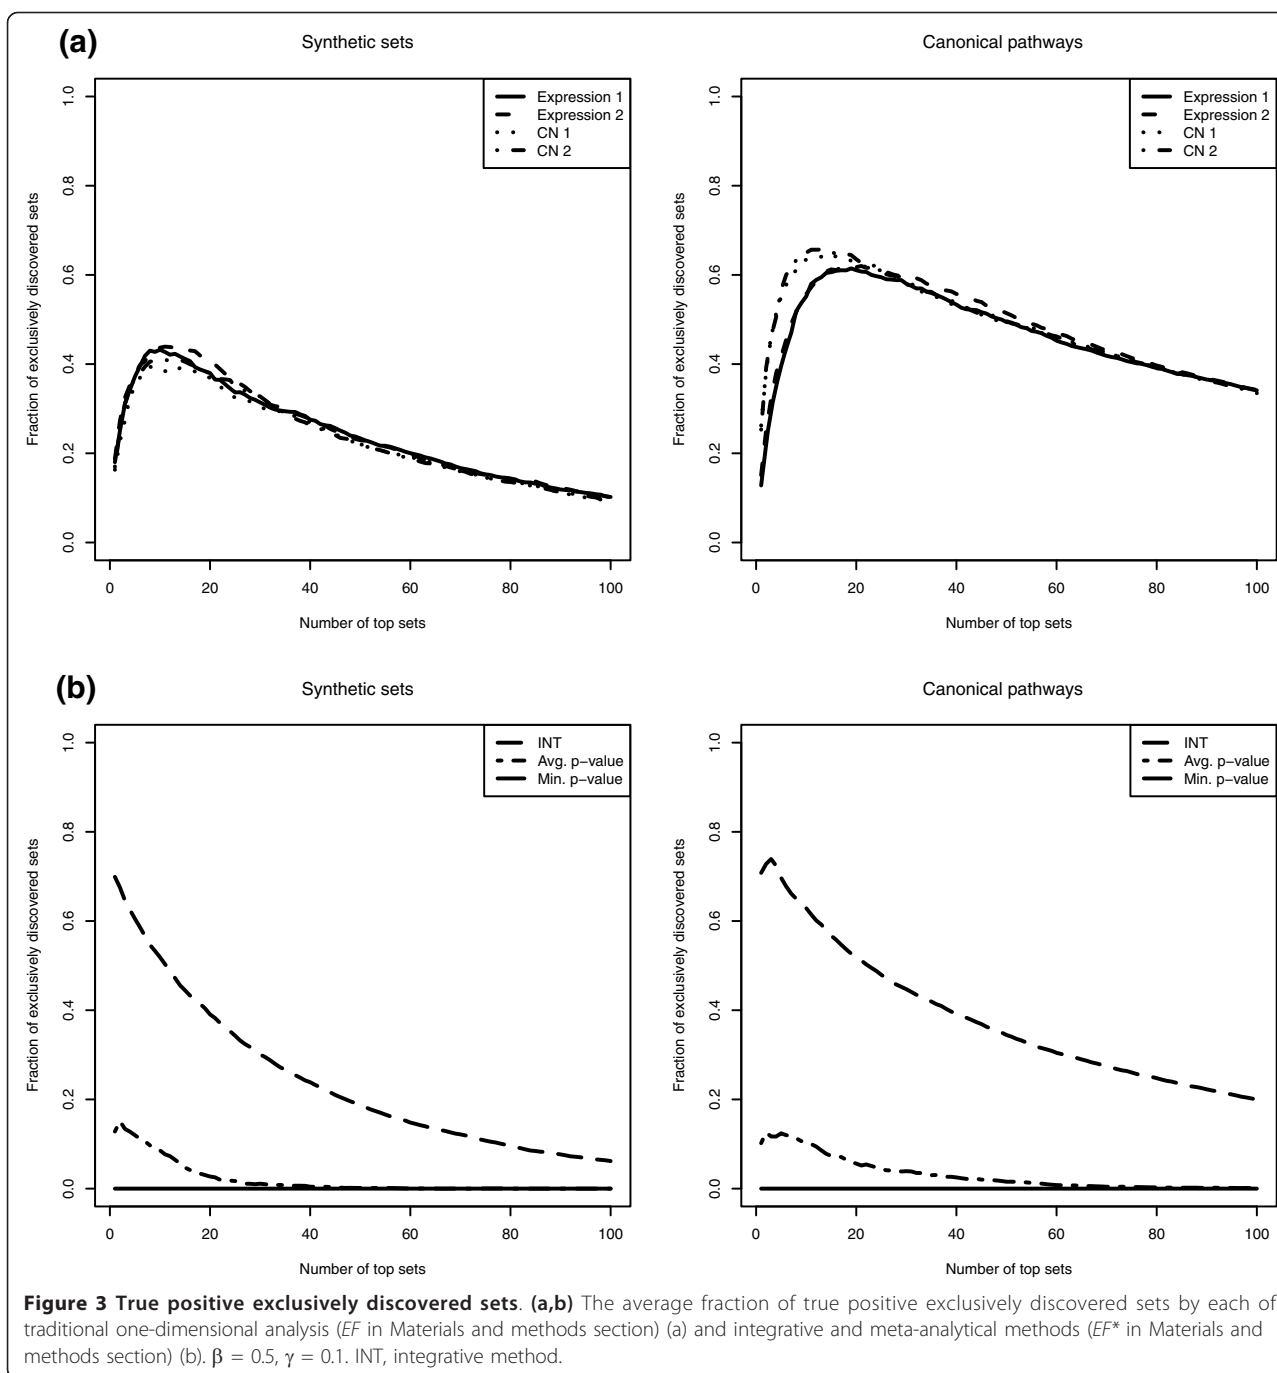 (a)
Synthetic sets
Fraction of exclusively discovered sets
1.0
0.8
0.6
0.4
0.2
0.0
Expression 1
Expression 2
CN 1
CN 2
0 20 40 60 80 100
Number of top sets
Canonical pathways
Fraction of exclusively discovered sets
1.0
0.8
0.6
0.4
0.2
0.0
Expression 1
Expression 2
CN 1
CN 2
0 20 40 60 80 100
Number of top sets
(b)
Synthetic sets
Fraction of exclusively discovered sets
1.0
0.8
0.6
0.4
0.2
0.0
INT
Avg. p−value
Min. p−value
0 20 40 60 80 100
Number of top sets
Canonical pathways
Fraction of exclusively discovered sets
1.0
0.8
0.6
0.4
0.2
0.0
INT
Avg. p−value
Min. p−value
0 20 40 60 80 100
Number of top sets
Figure 3 True positive exclusively discovered sets. (a,b) The average fraction of true positive exclusively discovered sets by each of
traditional one-dimensional analysis (EF in Materials and methods section) (a) and integrative and meta-analytical methods (EF* in Materials and
methods section) (b). β = 0.5, γ = 0.1. INT, integrative method.